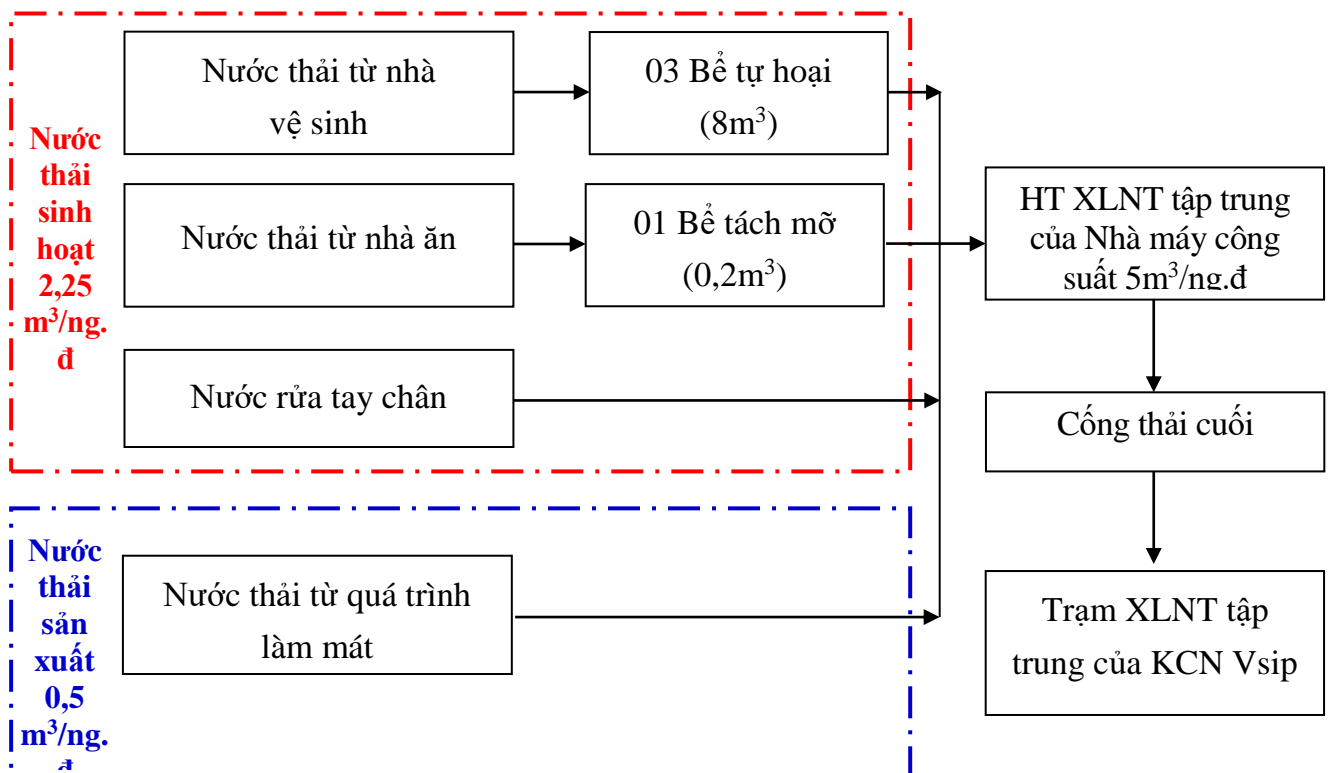 Nước thải từ nhà
vệ sinh
03 Bể tự hoại
(8m³)
Nước
thải
sinh
hoạt
2,25
m³/ng.
đ
Nước thải từ nhà ăn
01 Bể tách mỡ
(0,2m³)
HT XLNT tập trung
của Nhà máy công
suất 5m³/ng.đ
Nước rửa tay chân
Cống thải cuối
Nước
thải
sản
xuất
0,5
m³/ng.
đ
Nước thải từ quá trình
làm mát
Trạm XLNT tập
trung của KCN Vsip